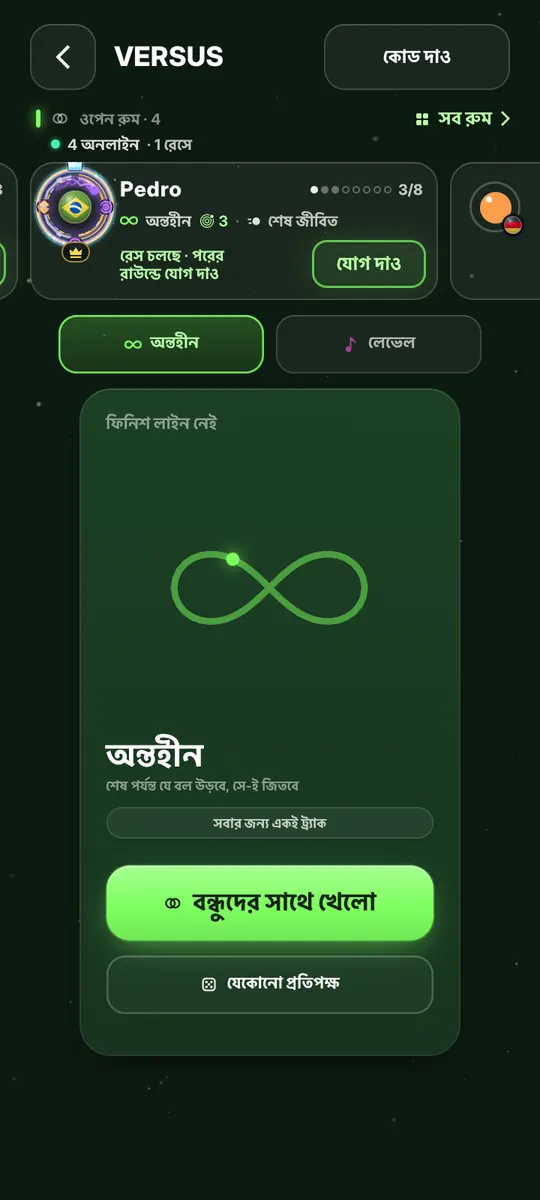 VERSUS
কোড দাও
ওপেন রুম · 4
সব রুম
4 অনলাইন · 1 রেসে
Pedro
3/8
অন্তহীন 3 · শেষ জীবিত
রেস চলছে · পরের
রাউন্ডে যোগ দাও
যোগ দাও
অন্তহীন
লেভেল
ফিনিশ লাইন নেই
অন্তহীন
শেষ পর্যন্ত যে বল উড়বে, সে-ই জিতবে
সবার জন্য একই ট্র্যাক
বন্ধুদের সাথে খেলো
যেকোনো প্রতিপক্ষ